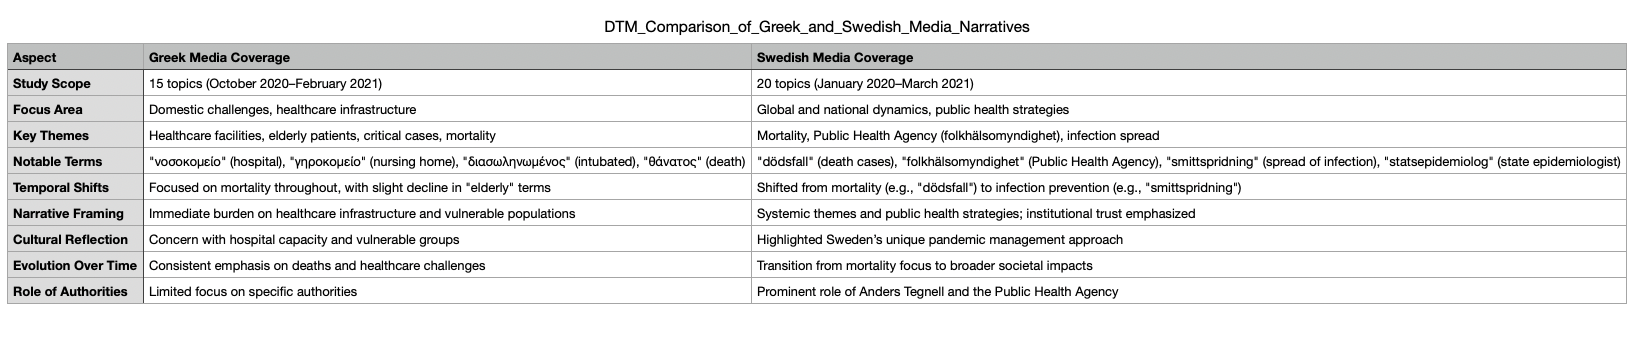 DTM_Comparison_of_Greek_and_Swedish_Media_Narratives
Aspect Greek Media Coverage Swedish Media Coverage
Study Scope 15 topics (October 2020–February 2021) 20 topics (January 2020–March 2021)
Focus Area Domestic challenges, healthcare infrastructure Global and national dynamics, public health strategies
Key Themes Healthcare facilities, elderly patients, critical cases, mortality Mortality, Public Health Agency (folkhälsomyndighet), infection spread
Notable Terms "νοσοκομείο" (hospital), "γηροκομείο" (nursing home), "διασωληνωμένος" (intubated), "θάνατος" (death) "dödsfall" (death cases), "folkhälsomyndighet" (Public Health Agency), "smittspridning" (spread of infection), "statsepidemiolog" (state epidemiologist)
Temporal Shifts Focused on mortality throughout, with slight decline in "elderly" terms Shifted from mortality (e.g., "dödsfall") to infection prevention (e.g., "smittspridning")
Narrative Framing Immediate burden on healthcare infrastructure and vulnerable populations Systemic themes and public health strategies; institutional trust emphasized
Cultural Reflection Concern with hospital capacity and vulnerable groups Highlighted Sweden's unique pandemic management approach
Evolution Over Time Consistent emphasis on deaths and healthcare challenges Transition from mortality focus to broader societal impacts
Role of Authorities Limited focus on specific authorities Prominent role of Anders Tegnell and the Public Health Agency